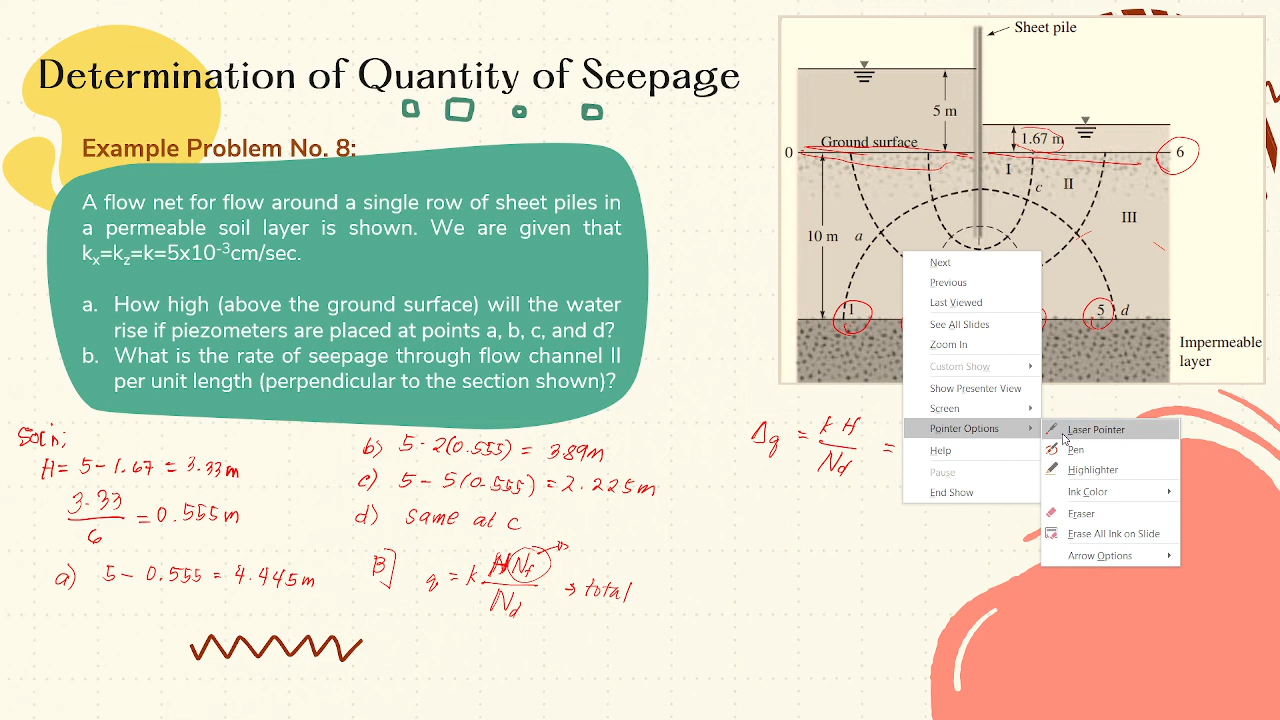 Determination of Quantity of Seepage
Example Problem No. 8:
A flow net for flow around a single row of sheet piles in
a permeable soil layer is shown. We are given that
kx=kz=k=5x10-3cm/sec.
a. How high (above the ground surface) will the water
rise if piezometers are placed at points a, b, c, and d?
b. What is the rate of seepage through flow channel II
per unit length (perpendicular to the section shown)?
Sol'n;
H= 5-1.67 = 3.33m
3.33
6
= 0.555m
a) 5 - 0.555 = 4.445m
b) 5 - 2(0.555) = 3.89m
c) 5 - 5(0.555) = 2.225m
d) same at c
B] q = k H Nf
Nd
→ total
Δq = k H
Nd
=
Sheet pile
5 m
1.67 m
Ground surface
0
6
I
c
II
III
10 m
a
1
5
d
Impermeable
layer
Next
Previous
Last Viewed
See All Slides
Zoom In
Custom Show
Show Presenter View
Screen
Pointer Options
Help
Pause
End Show
Laser Pointer
Pen
Highlighter
Ink Color
Eraser
Erase All Ink on Slide
Arrow Options